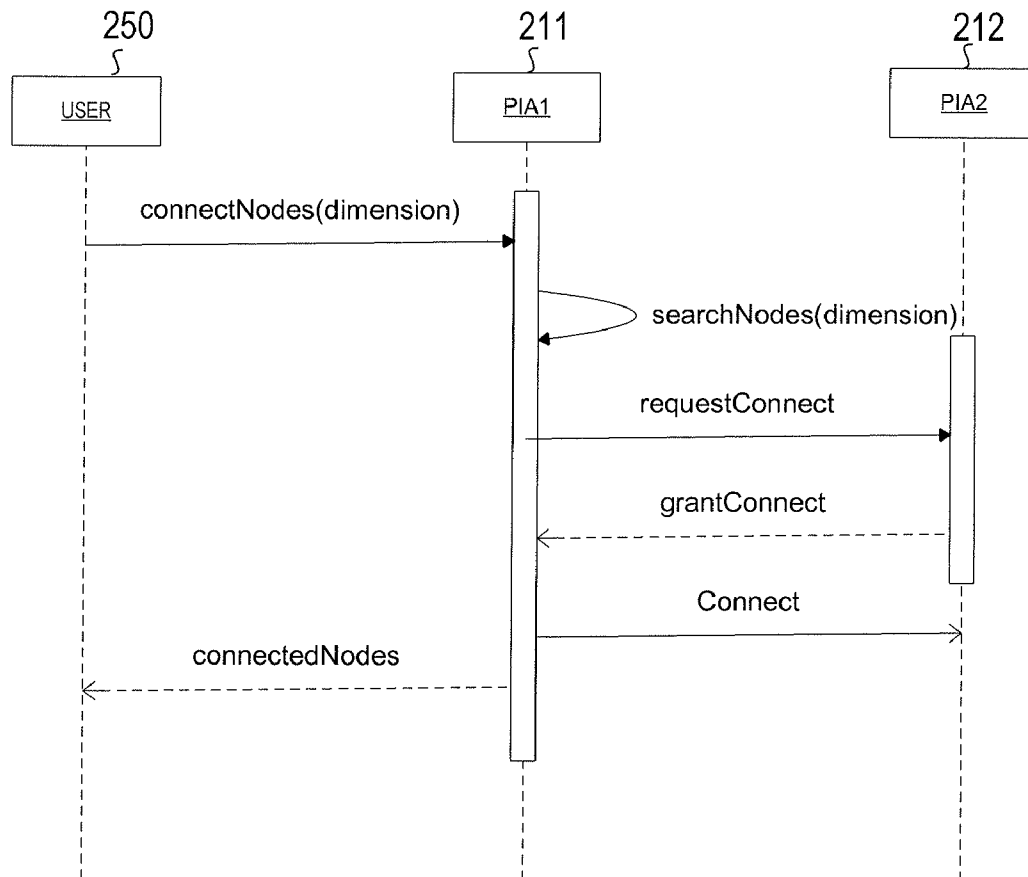 250
211
212
USER
PIA1
PIA2
connectNodes(dimension)
searchNodes(dimension)
requestConnect
grantConnect
Connect
connectedNodes